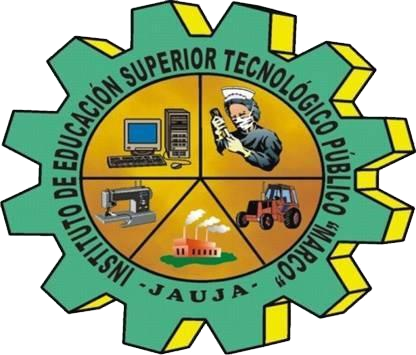 INSTITUTO DE EDUCACIÓN SUPERIOR TECNOLÓGICO PÚBLICO "MARCO"
- JAUJA -